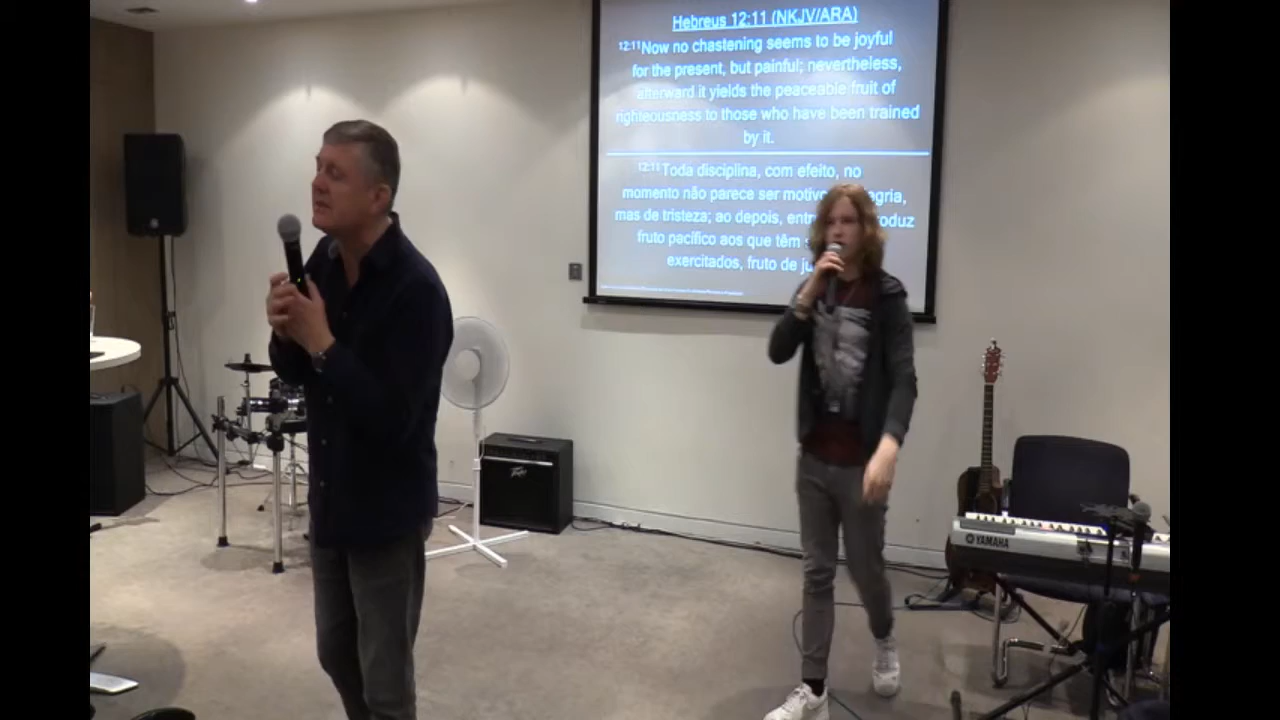 Hebreus 12:11 (NKJV/ARA)
12:11 Now no chastening seems to be joyful
for the present, but painful; nevertheless,
afterward it yields the peaceable fruit of
righteousness to those who have been trained
by it.
12:11 Toda disciplina, com efeito, no
momento não parece ser motivo
mas de tristeza; ao depois,
fruto pacífico aos que têm
exercitados, fruto de
Peavey
YAMAHA